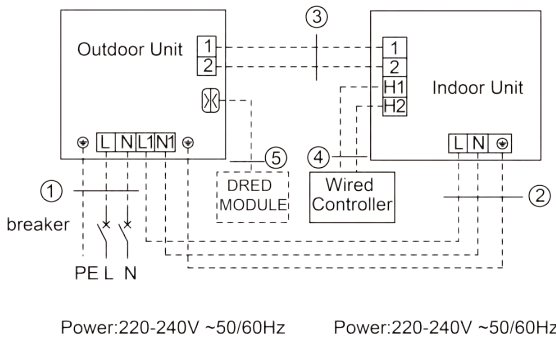 ③
Outdoor Unit
1
2
1
2
H1
H2
Indoor Unit
L N L1 N1
L N
①
⑤
④
②
DRED
MODULE
Wired
Controller
breaker
PE L N
Power:220-240V ~50/60Hz
Power:220-240V ~50/60Hz